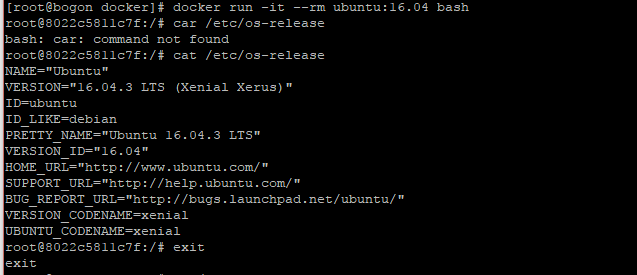 [root@bogon docker]# docker run -it --rm ubuntu:16.04 bash
root@8022c5811c7f:/# car /etc/os-release
bash: car: command not found
root@8022c5811c7f:/# cat /etc/os-release
NAME="Ubuntu"
VERSION="16.04.3 LTS (Xenial Xerus)"
ID=ubuntu
ID_LIKE=debian
PRETTY_NAME="Ubuntu 16.04.3 LTS"
VERSION_ID="16.04"
HOME_URL="http://www.ubuntu.com/"
SUPPORT_URL="http://help.ubuntu.com/"
BUG_REPORT_URL="http://bugs.launchpad.net/ubuntu/"
VERSION_CODENAME=xenial
UBUNTU_CODENAME=xenial
root@8022c5811c7f:/# exit
exit